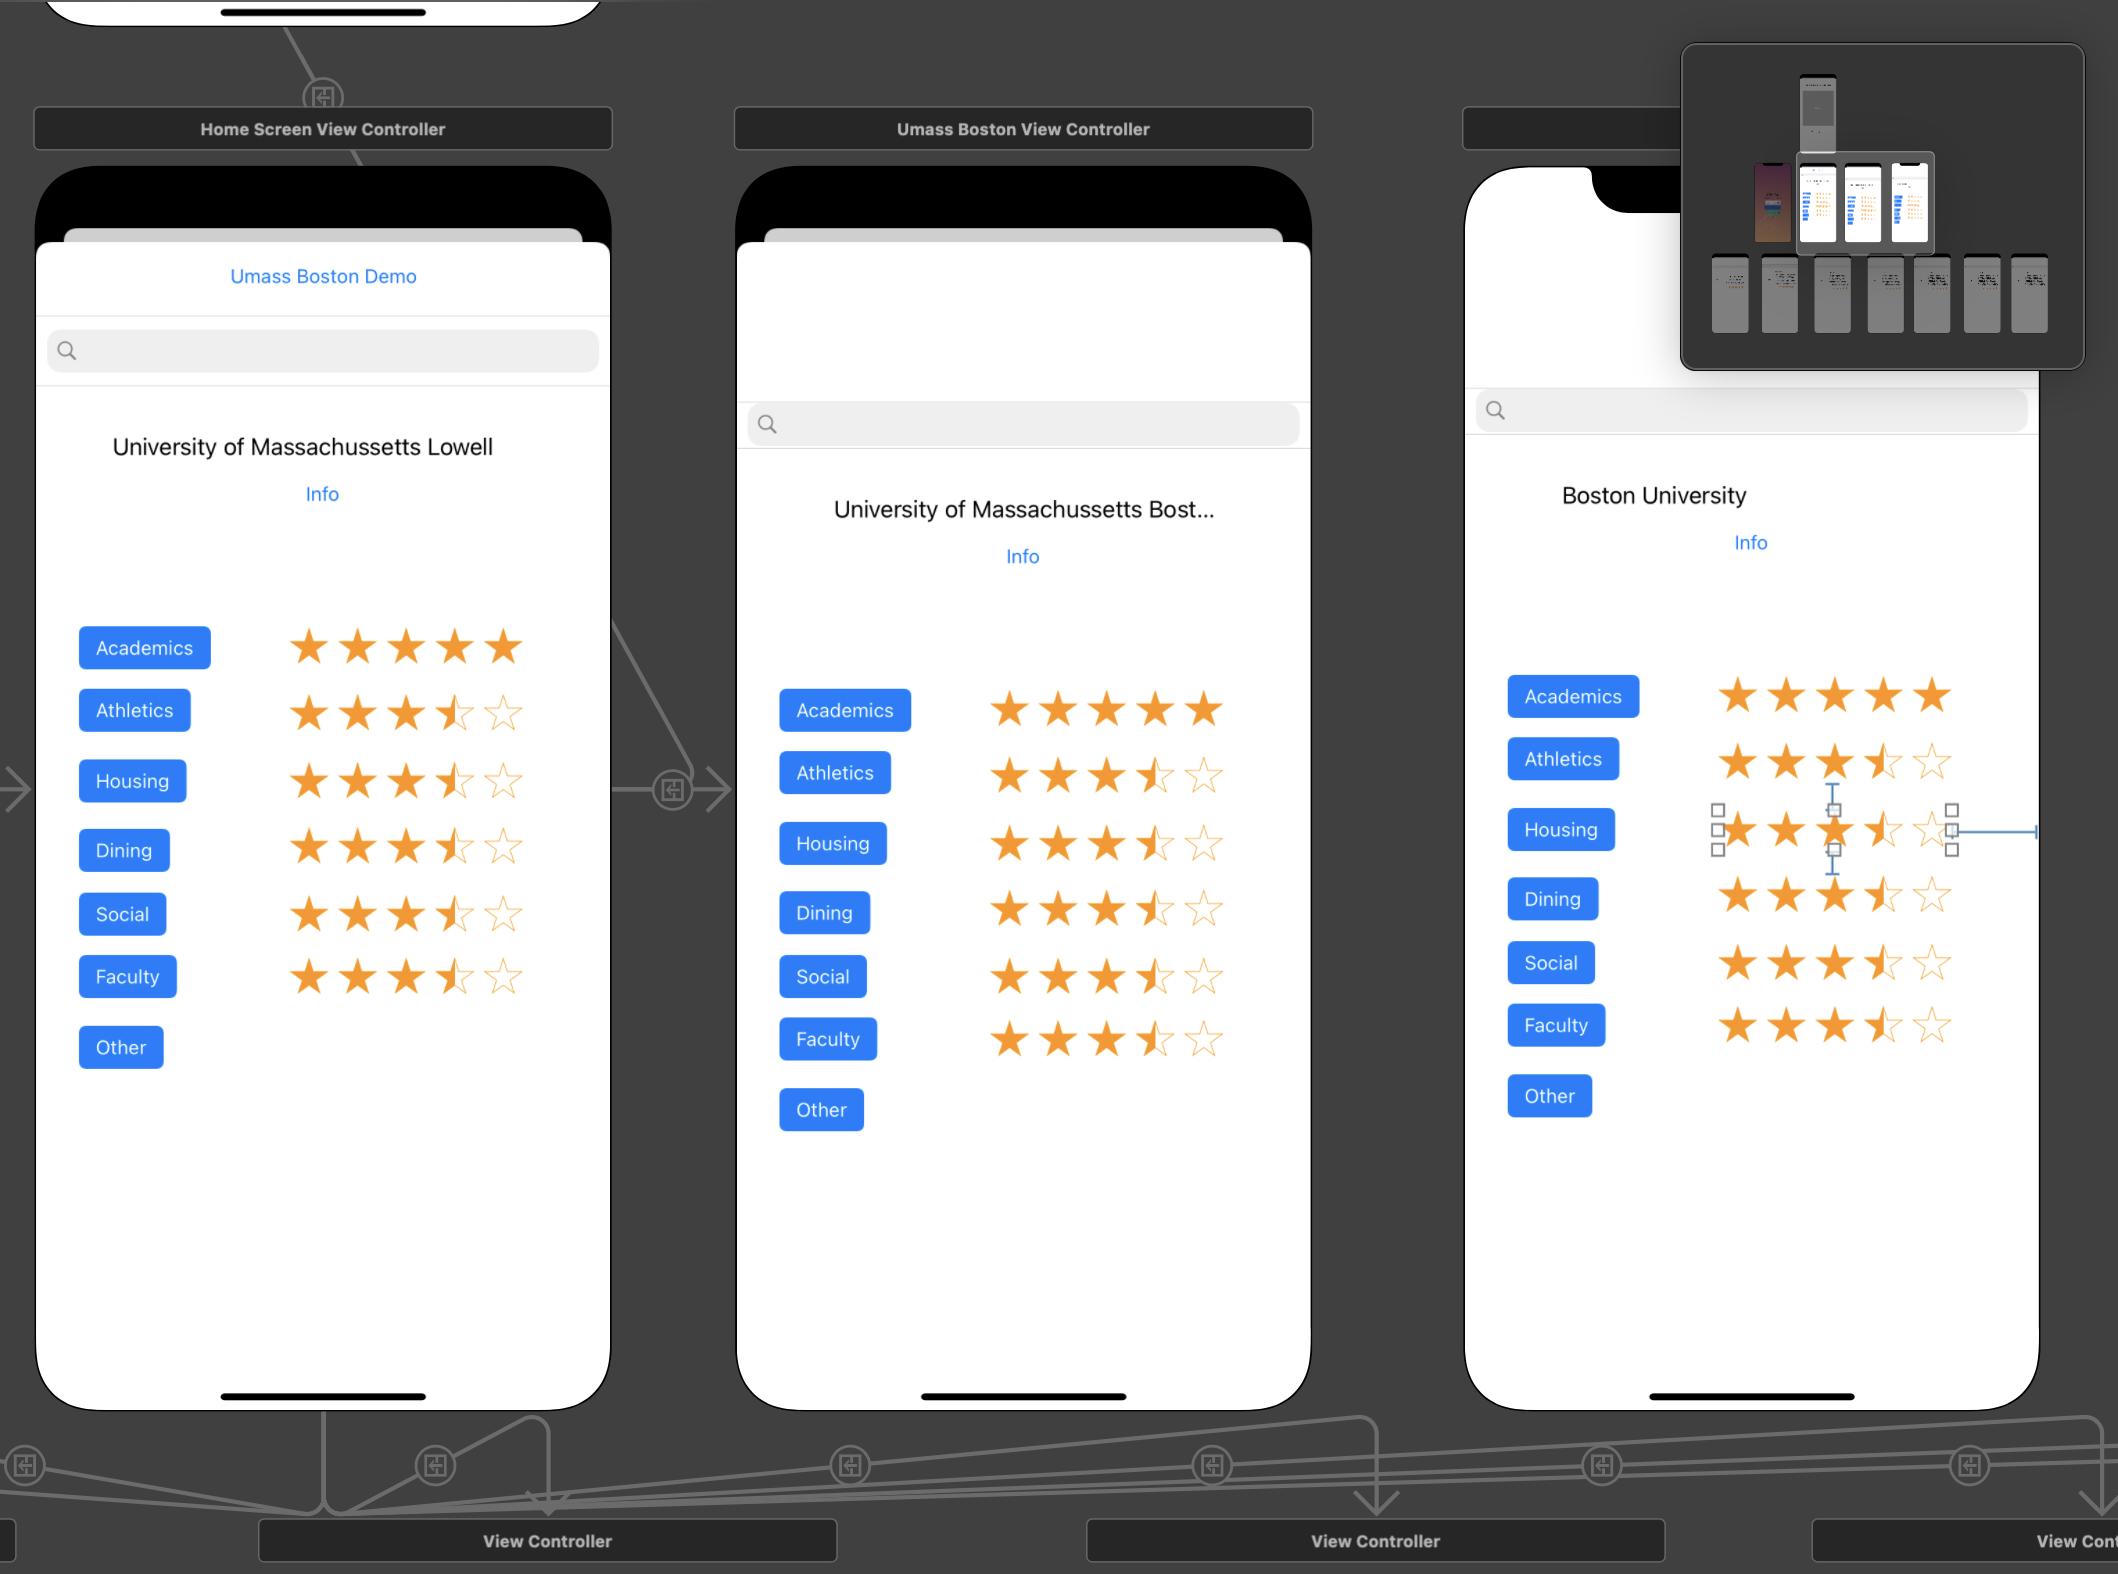 Home Screen View Controller
Umass Boston Demo
University of Massachussetts Lowell
Info
Academics
Athletics
Housing
Dining
Social
Faculty
Other
Umass Boston View Controller
University of Massachussetts Bost...
Info
Academics
Athletics
Housing
Dining
Social
Faculty
Other
Boston University
Info
Academics
Athletics
Housing
Dining
Social
Faculty
Other
View Controller
View Controller
View Cont